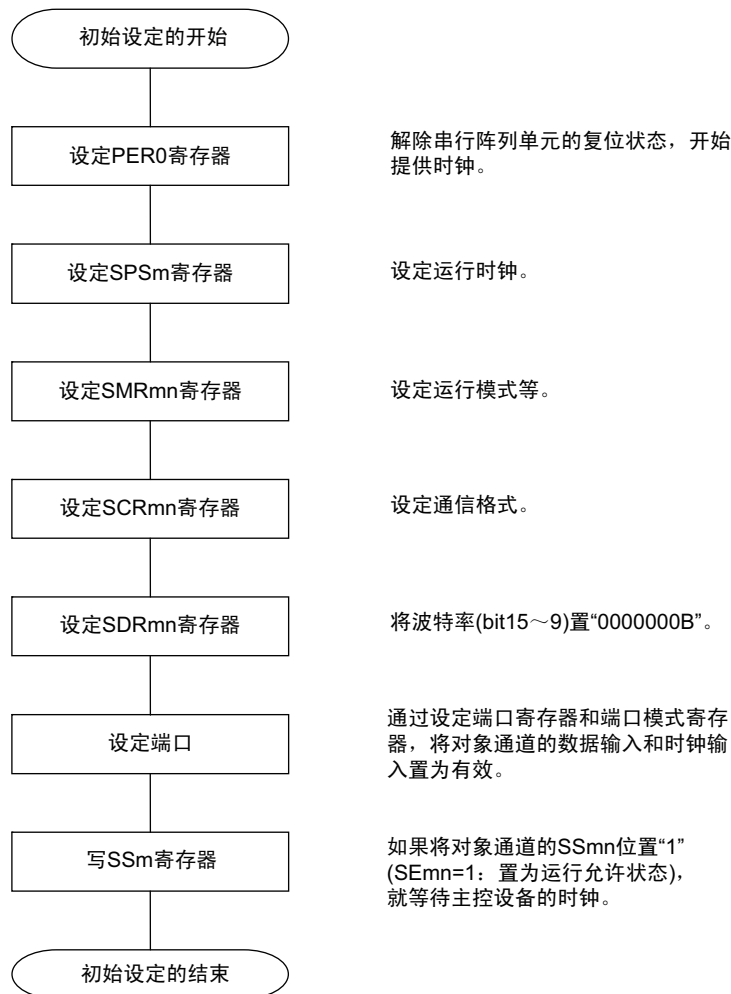 初始设定的开始
设定PER0寄存器
解除串行阵列单元的复位状态，开始
提供时钟。
设定SPSm寄存器
设定运行时钟。
设定SMRmn寄存器
设定运行模式等。
设定SCRmn寄存器
设定通信格式。
设定SDRmn寄存器
将波特率(bit15～9)置“0000000B”。
设定端口
通过设定端口寄存器和端口模式寄存
器，将对象通道的数据输入和时钟输
入置为有效。
写SSm寄存器
如果将对象通道的SSmn位置“1”
(SEmn=1：置为运行允许状态)，
就等待主控设备的时钟。
初始设定的结束